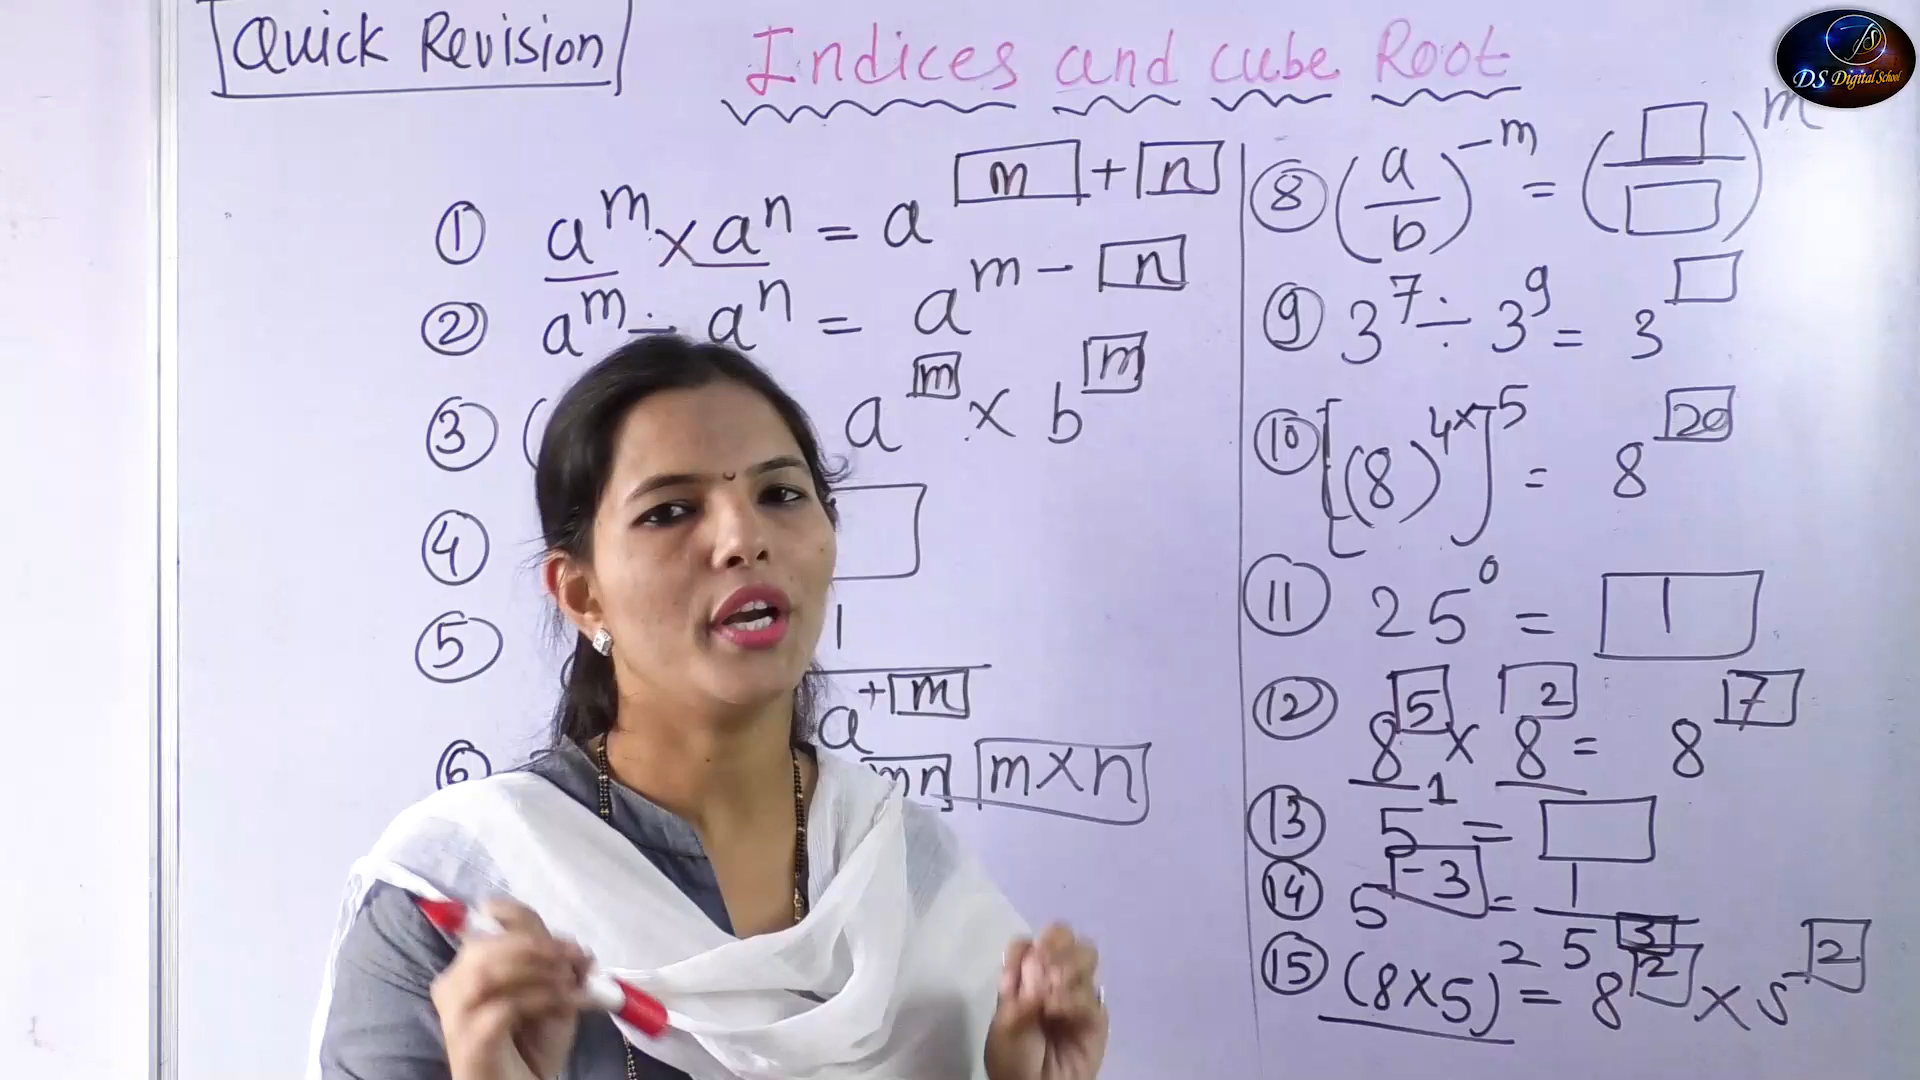 Quick Revision
Indices and cube Root
DS Digital School
① a^m × a^n = a^[m] + [n]
② a^m ÷ a^n = a^m - [n]
③ ( a^[m] × b^[m]
④
⑤ 1
a^+[m]
⑥ mn [m×n]
⑧ (a/b)^-m = (□/□)^m
⑨ 3^7 ÷ 3^9 = 3^□
⑩ [(8)^4×]^5 = 8^[20]
⑪ 25^0 = [1]
⑫ 8^[5] × 8^[2] = 8^[7]
⑬ 5^1 = □
⑭ 5^[-3] = 1/5^[3]
⑮ (8×5)^2 = 8^[2] × 5^[2]